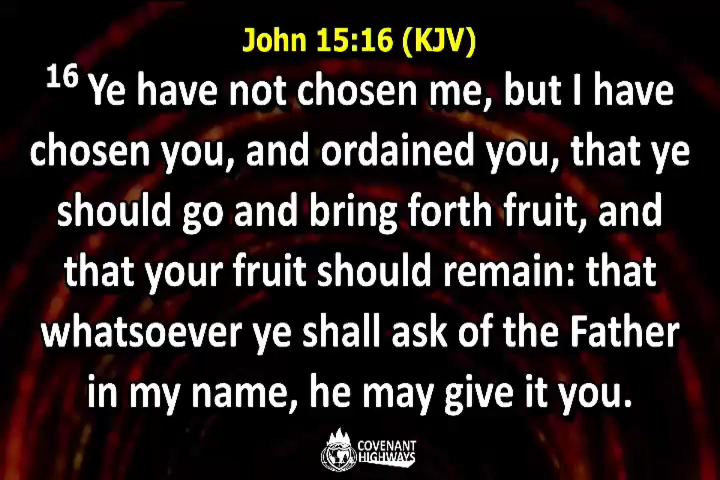 John 15:16 (KJV)
16 Ye have not chosen me, but I have
chosen you, and ordained you, that ye
should go and bring forth fruit, and
that your fruit should remain: that
whatsoever ye shall ask of the Father
in my name, he may give it you.
COVENANT
HIGHWAYS